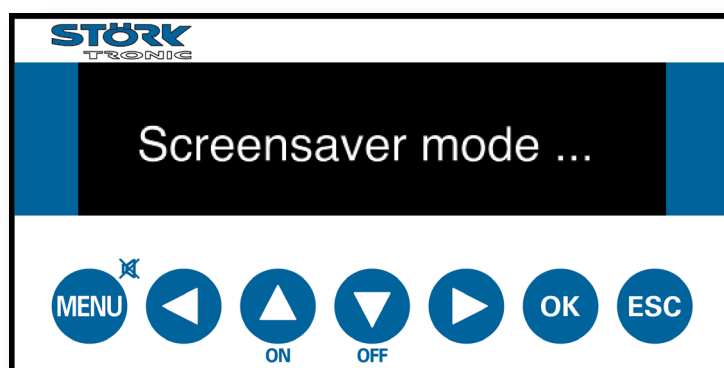 STÖRK
TRONIC
Screensaver mode ...
MENU
OK
ESC
ON
OFF